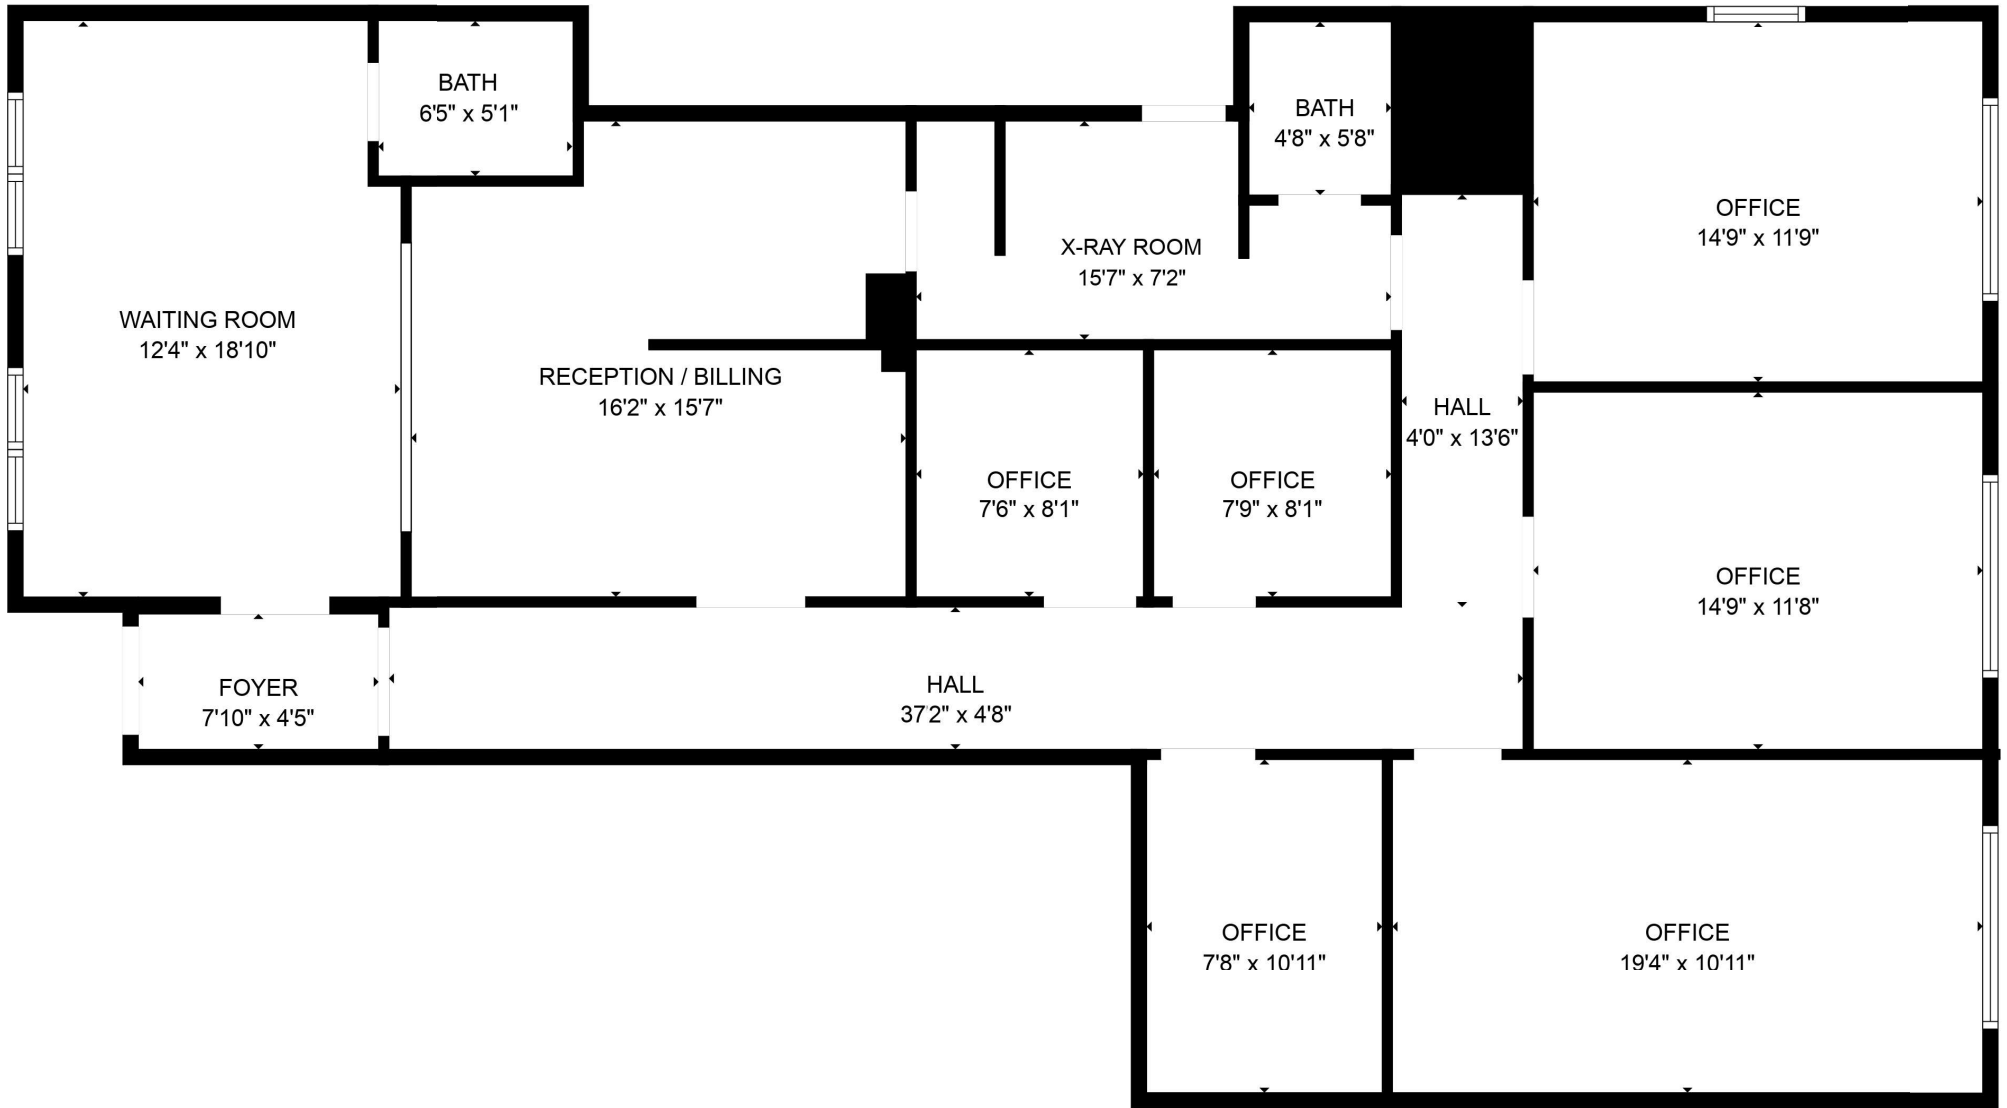 BATH
6'5" x 5'1"
BATH
4'8" x 5'8"
OFFICE
14'9" x 11'9"
X-RAY ROOM
15'7" x 7'2"
WAITING ROOM
12'4" x 18'10"
RECEPTION / BILLING
16'2" x 15'7"
HALL
4'0" x 13'6"
OFFICE
7'6" x 8'1"
OFFICE
7'9" x 8'1"
OFFICE
14'9" x 11'8"
FOYER
7'10" x 4'5"
HALL
37'2" x 4'8"
OFFICE
7'8" x 10'11"
OFFICE
19'4" x 10'11"